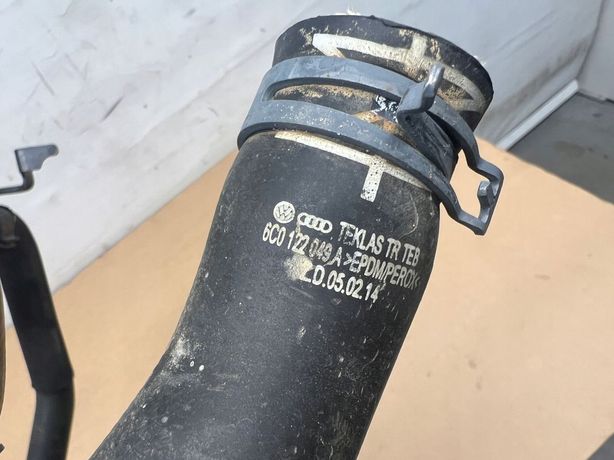 TEKLAS TR TEB
6C0 122 049 A >EPDM/PEROX<
Z.D.05.02.14